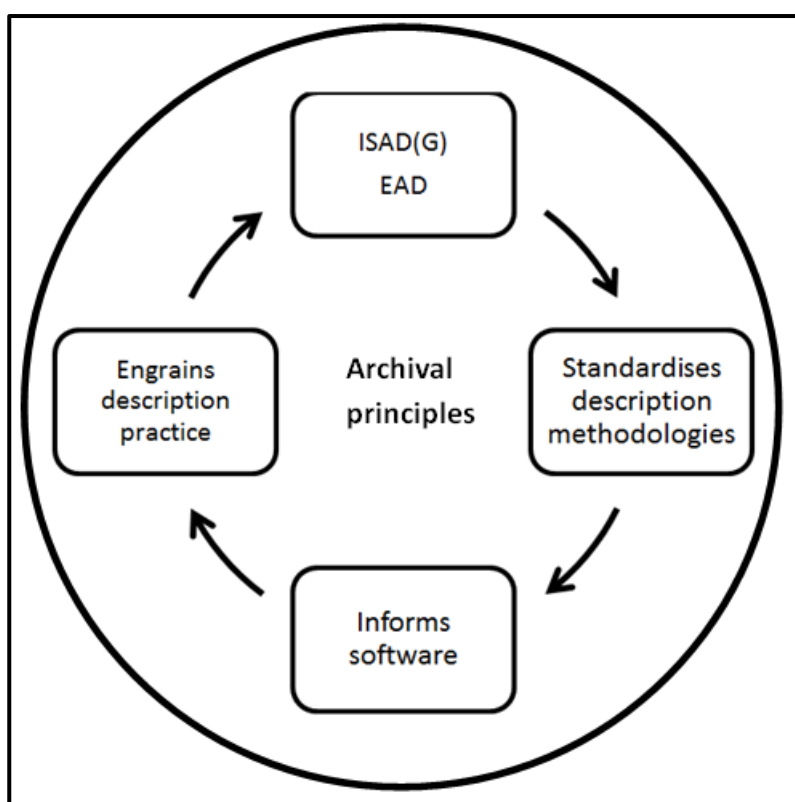 ISAD(G)
EAD
Engrains
description
practice
Archival
principles
Standardises
description
methodologies
Informs
software